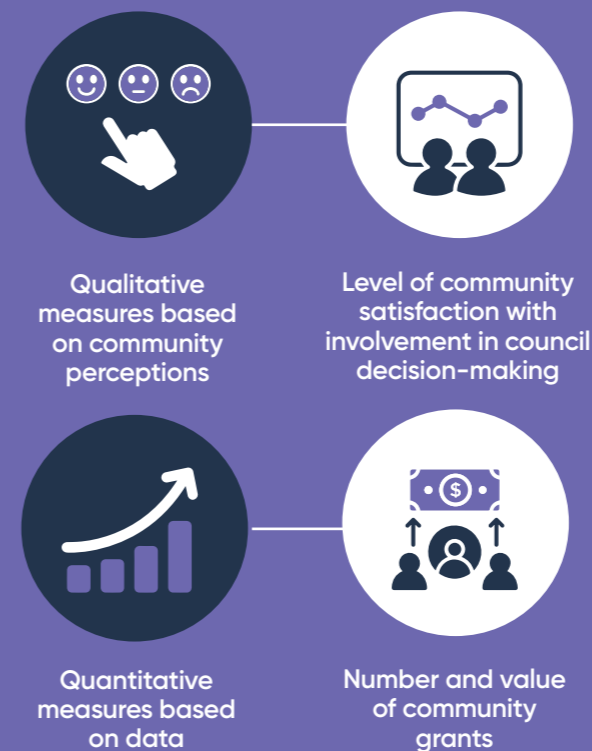 Qualitative
measures based
on community
perceptions
Level of community
satisfaction with
involvement in council
decision-making
$
Quantitative
measures based
on data
Number and value
of community
grants